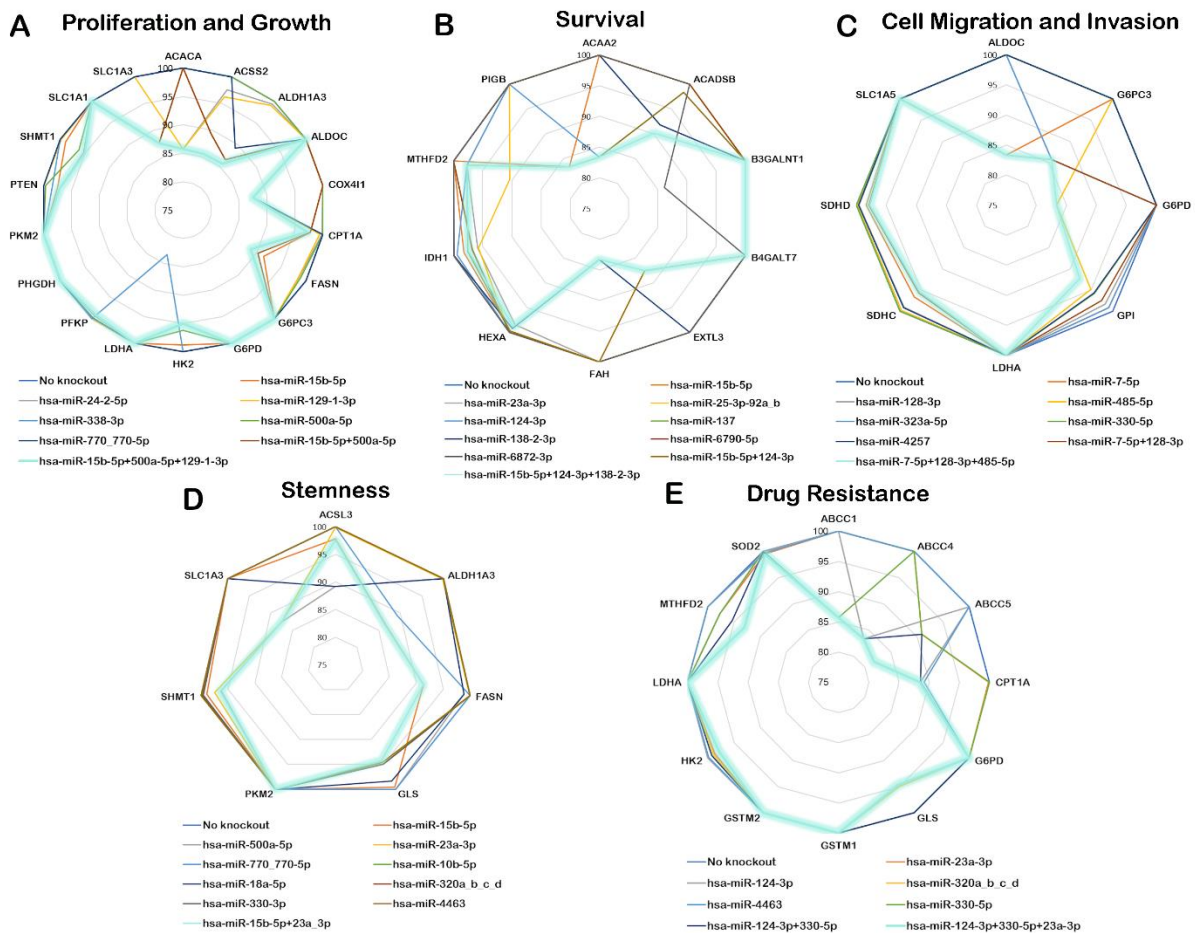 A Proliferation and Growth
ACACA
ACSS2
ALDH1A3
ALDOC
COX4I1
CPT1A
FASN
G6PC3
G6PD
HK2
LDHA
PFKP
PHGDH
PKM2
PTEN
SHMT1
SLC1A1
SLC1A3
100
95
90
85
80
75
No knockout hsa-miR-15b-5p
hsa-miR-24-2-5p hsa-miR-129-1-3p
hsa-miR-338-3p hsa-miR-500a-5p
hsa-miR-770_770-5p hsa-miR-15b-5p+500a-5p
hsa-miR-15b-5p+500a-5p+129-1-3p
B Survival
ACAA2
ACADSB
B3GALNT1
B4GALT7
EXTL3
FAH
HEXA
IDH1
MTHFD2
PIGB
100
95
90
85
80
75
No knockout hsa-miR-15b-5p
hsa-miR-23a-3p hsa-miR-25-3p-92a_b
hsa-miR-124-3p hsa-miR-137
hsa-miR-138-2-3p hsa-miR-6790-5p
hsa-miR-6872-3p hsa-miR-15b-5p+124-3p
hsa-miR-15b-5p+124-3p+138-2-3p
C Cell Migration and Invasion
ALDOC
G6PC3
G6PD
GPI
LDHA
SDHC
SDHD
SLC1A5
100
95
90
85
80
75
No knockout hsa-miR-7-5p
hsa-miR-128-3p hsa-miR-485-5p
hsa-miR-323a-5p hsa-miR-330-5p
hsa-miR-4257 hsa-miR-7-5p+128-3p
hsa-miR-7-5p+128-3p+485-5p
D Stemness
ACSL3
ALDH1A3
FASN
GLS
PKM2
SHMT1
SLC1A3
100
95
90
85
80
75
No knockout hsa-miR-15b-5p
hsa-miR-500a-5p hsa-miR-23a-3p
hsa-miR-770_770-5p hsa-miR-10b-5p
hsa-miR-18a-5p hsa-miR-320a_b_c_d
hsa-miR-330-3p hsa-miR-4463
hsa-miR-15b-5p+23a_3p
E Drug Resistance
ABCC1
ABCC4
ABCC5
CPT1A
G6PD
GLS
GSTM1
GSTM2
HK2
LDHA
MTHFD2
SOD2
100
95
90
85
80
75
No knockout hsa-miR-23a-3p
hsa-miR-124-3p hsa-miR-320a_b_c_d
hsa-miR-4463 hsa-miR-330-5p
hsa-miR-124-3p+330-5p hsa-miR-124-3p+330-5p+23a-3p